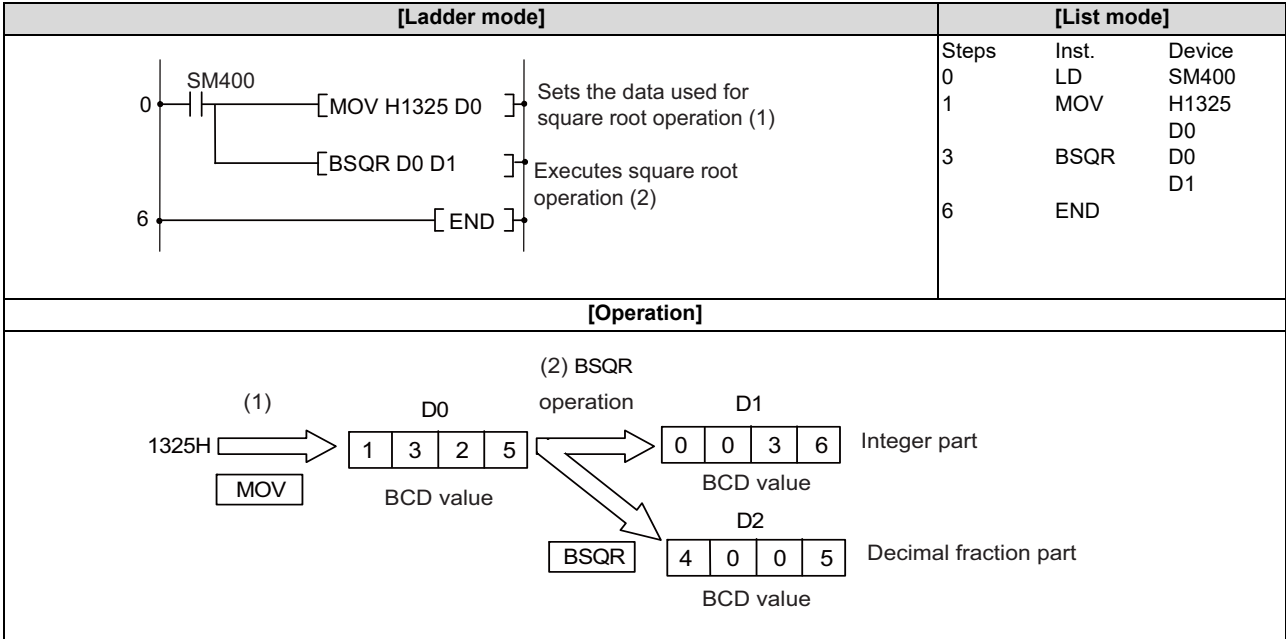 [Ladder mode] [List mode]
SM400
0
[MOV H1325 D0 ]
Sets the data used for
square root operation (1)
[BSQR D0 D1 ]
Executes square root
operation (2)
6
[ END ]
Steps Inst. Device
0 LD SM400
1 MOV H1325
D0
3 BSQR D0
D1
6 END
[Operation]
(2) BSQR
operation
(1)
D0
D1
1325H
1 3 2 5
0 0 3 6
Integer part
MOV
BCD value
BCD value
D2
BSQR
4 0 0 5
Decimal fraction part
BCD value